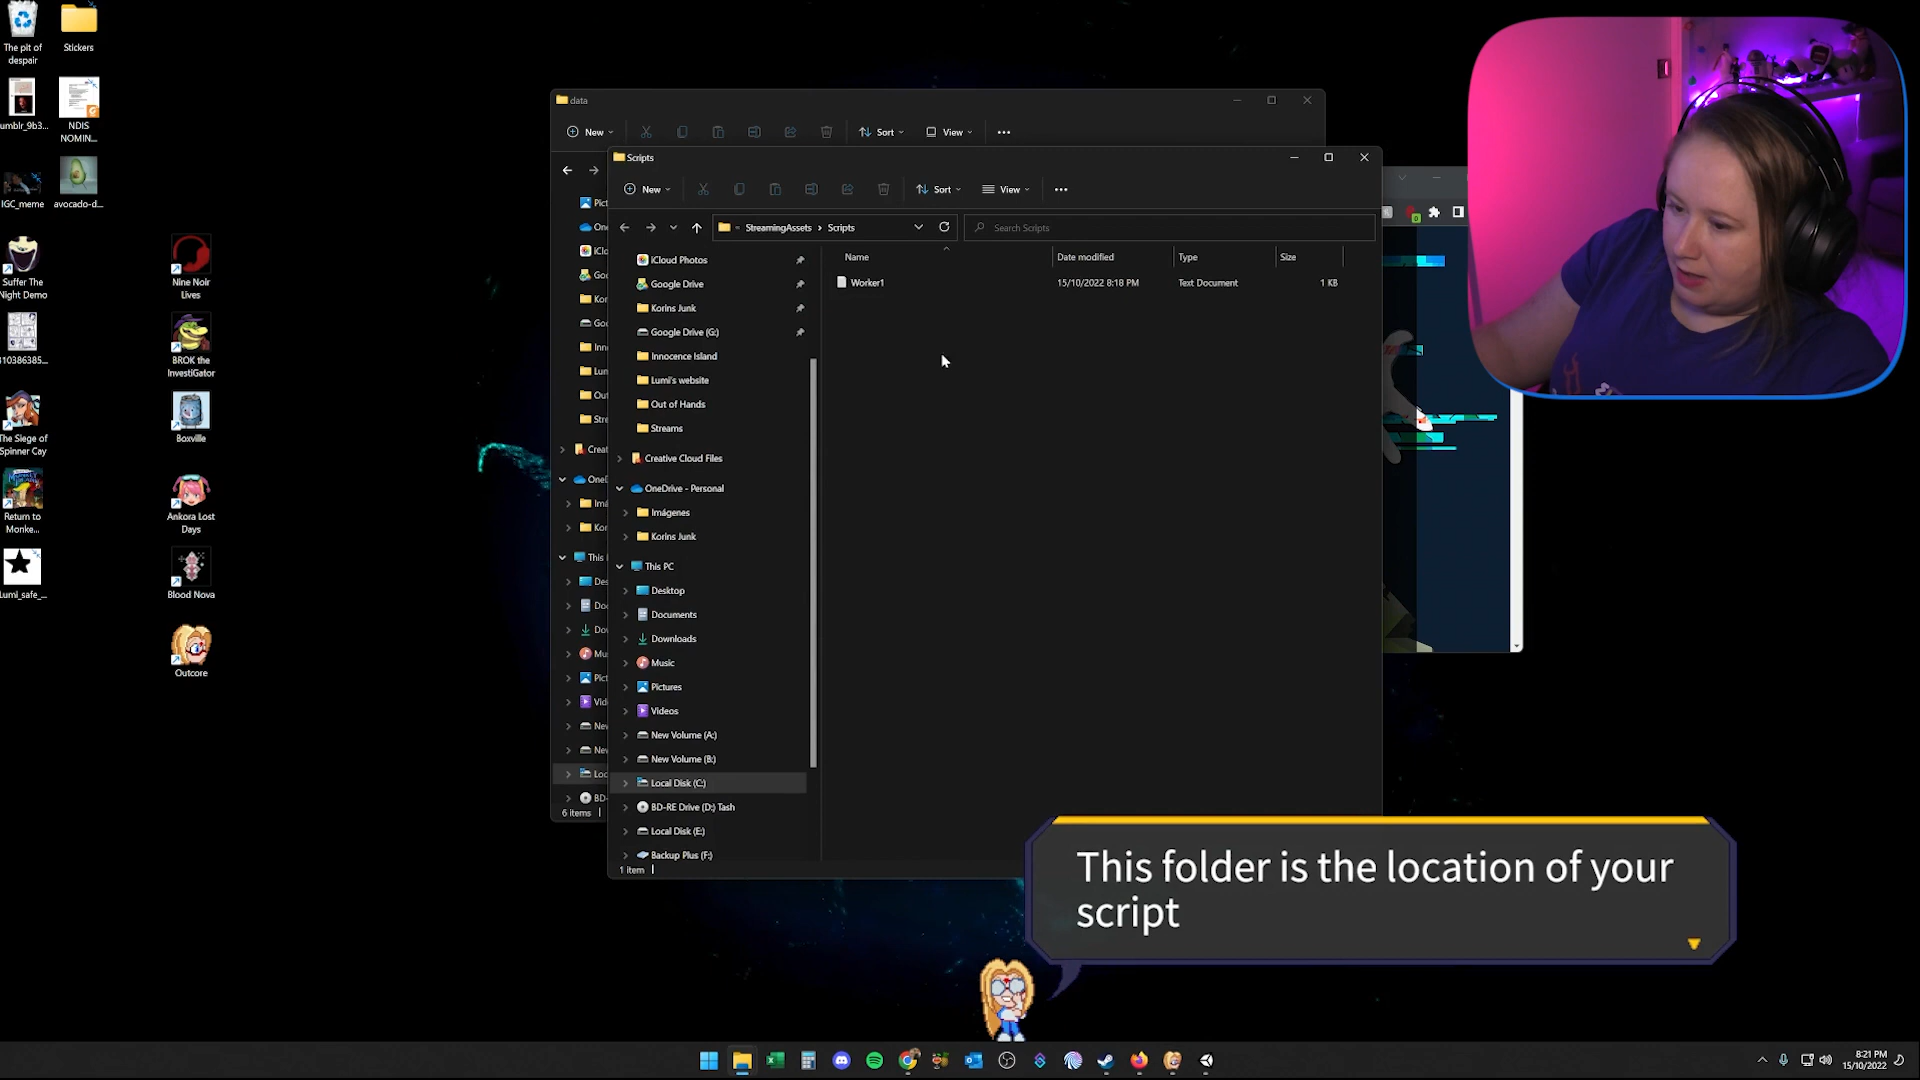 The pit of
despair
Stickers
umblr_9b3...
NDIS
NOMIN...
IGC_meme
avocado-d...
Suffer The
Night Demo
Nine Noir
Lives
310386385...
BROK the
InvestiGator
The Siege of
Spinner Cay
Boxville
Return to
Monke...
Ankora Lost
Days
Lumi_safe_...
Blood Nova
Outcore
data
New
Sort
View
Scripts
New
Sort
View
StreamingAssets > Scripts
Search Scripts
Name
Date modified
Type
Size
Worker1
15/10/2022 8:18 PM
Text Document
1 KB
iCloud Photos
Google Drive
Korins Junk
Google Drive (G:)
Innocence Island
Lumi's website
Out of Hands
Streams
Creative Cloud Files
OneDrive - Personal
Imágenes
Korins Junk
This PC
Desktop
Documents
Downloads
Music
Pictures
Videos
New Volume (A:)
New Volume (B:)
Local Disk (C:)
BD-RE Drive (D:) Tash
Local Disk (E:)
Backup Plus (F:)
1 item
6 items
This folder is the location of your
script
8:21 PM
15/10/2022